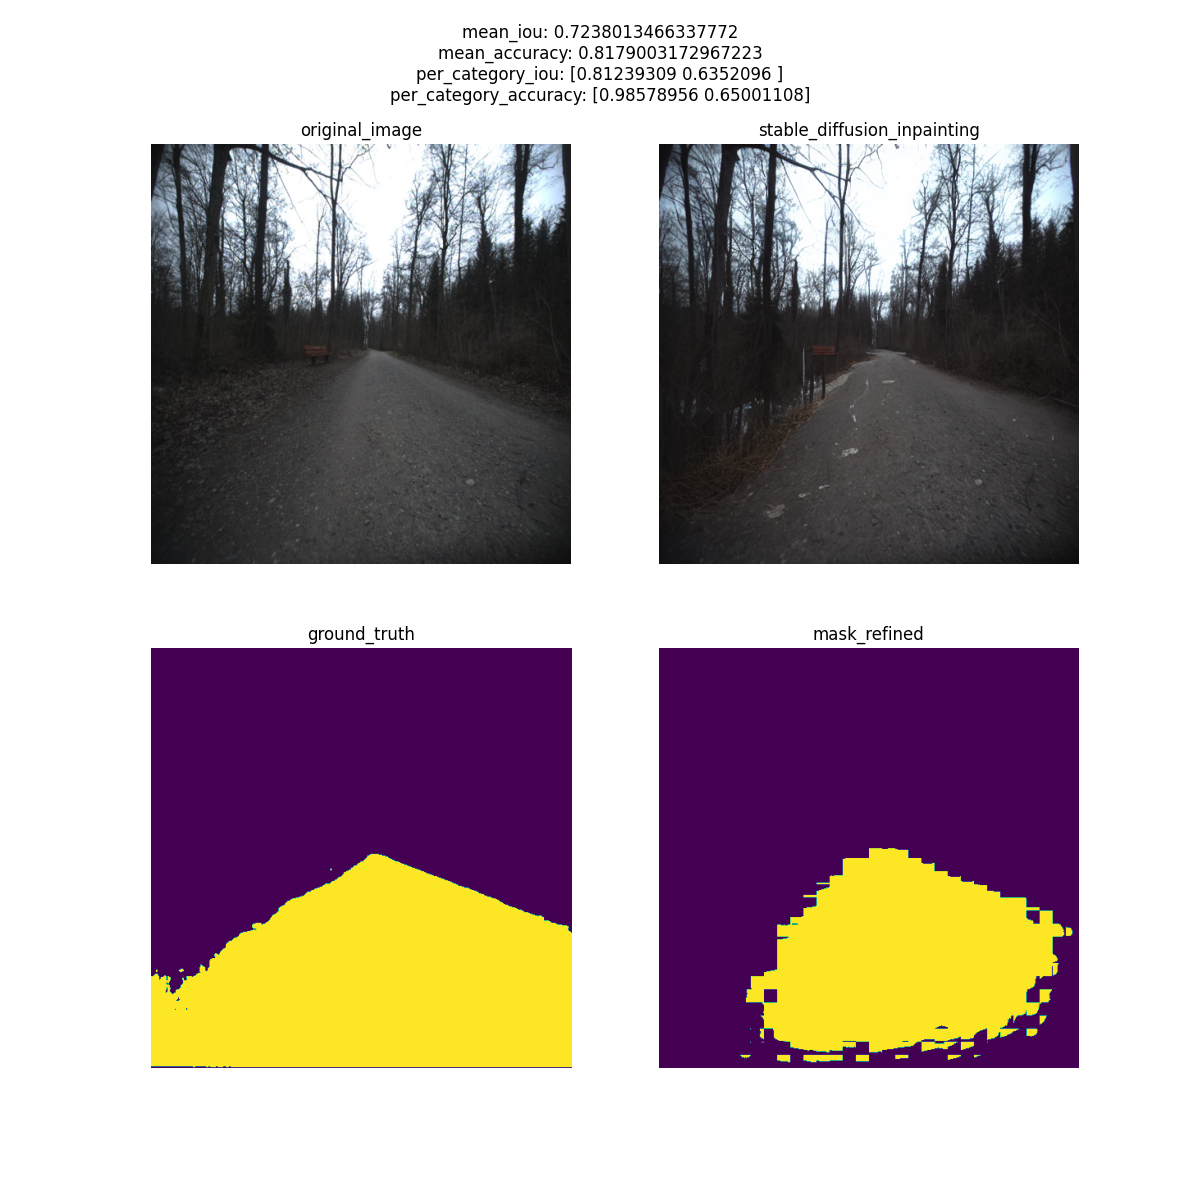 mean_iou: 0.7238013466337772
mean_accuracy: 0.8179003172967223
per_category_iou: [0.81239309 0.6352096 ]
per_category_accuracy: [0.98578956 0.65001108]
original_image
stable_diffusion_inpainting
ground_truth
mask_refined